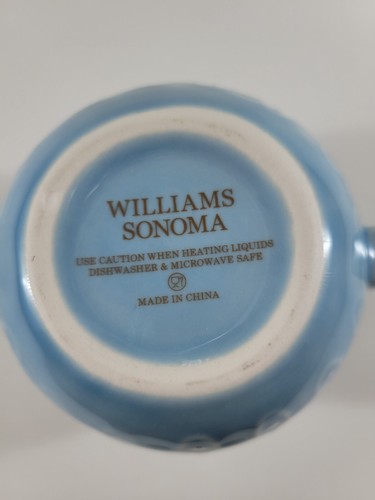 WILLIAMS
SONOMA
USE CAUTION WHEN HEATING LIQUIDS
DISHWASHER & MICROWAVE SAFE
MADE IN CHINA